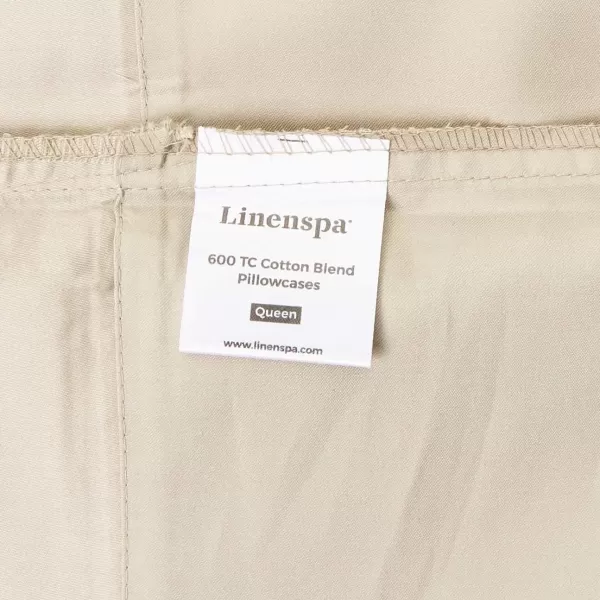 Linenspa®
600 TC Cotton Blend
Pillowcases
Queen
www.linenspa.com